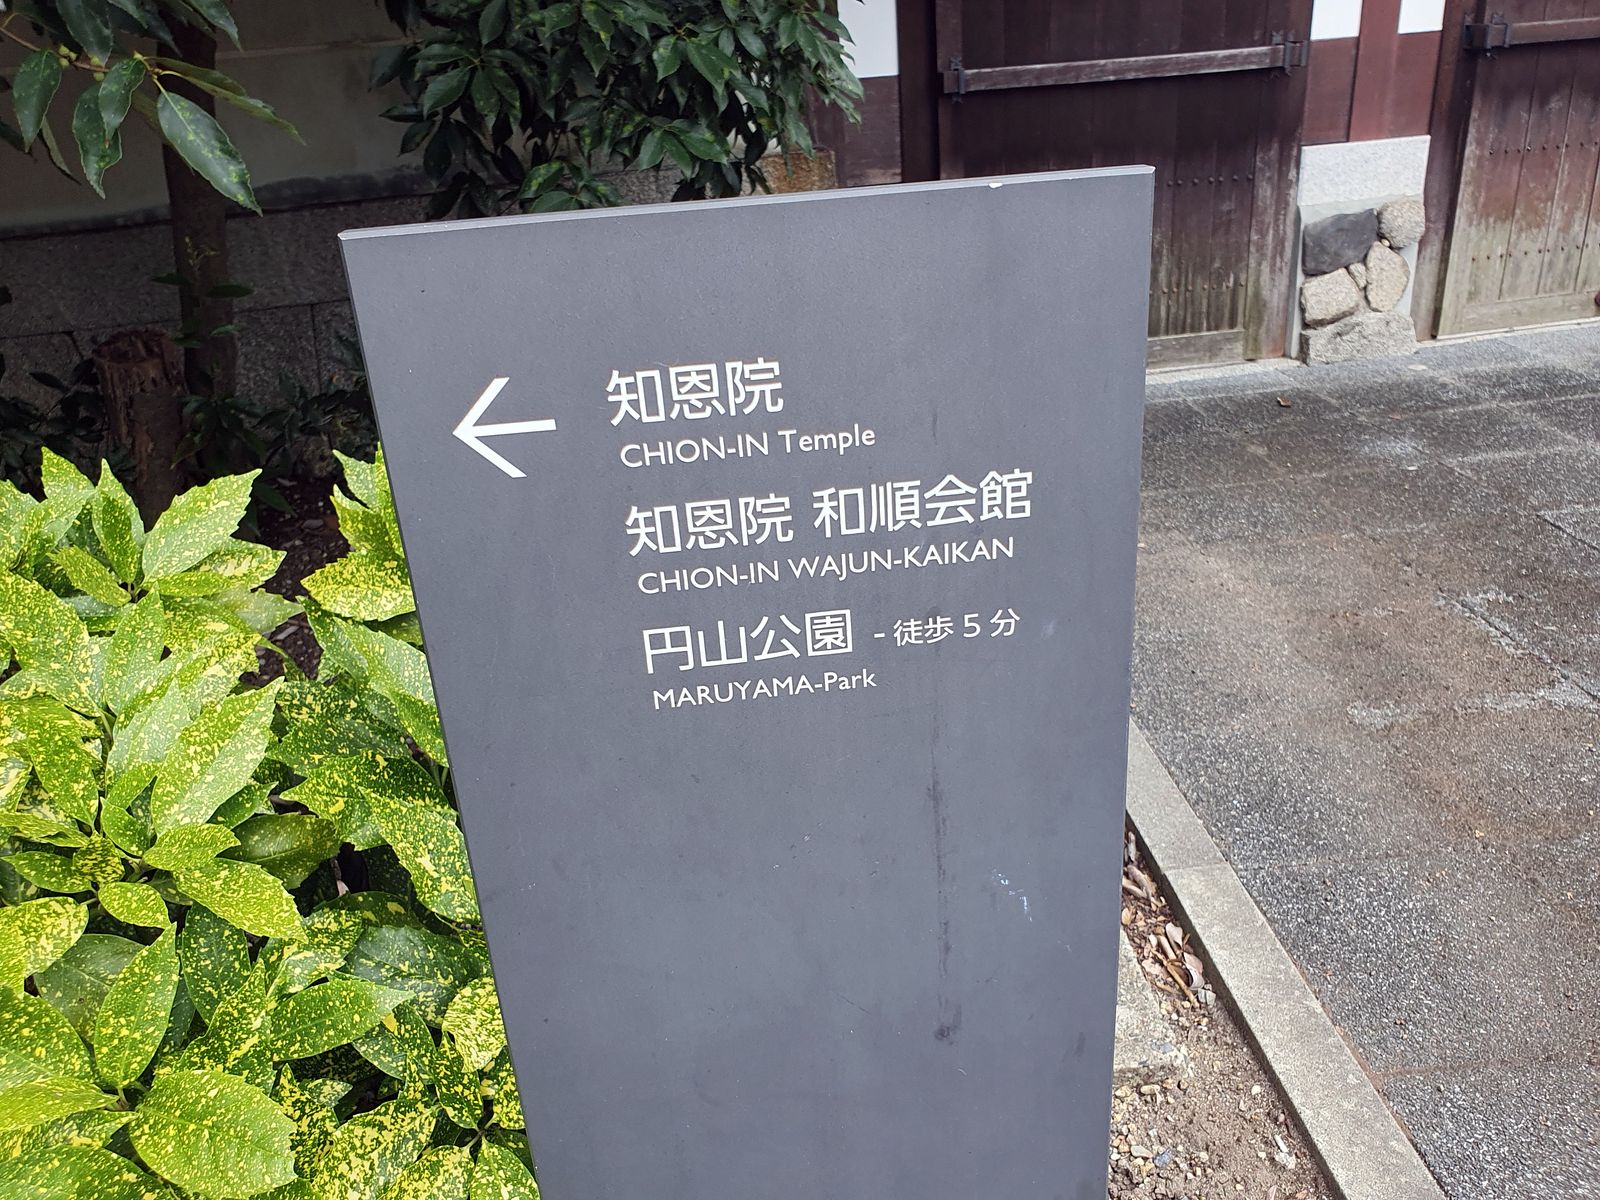 知恩院
CHION-IN Temple
知恩院 和順会館
CHION-IN WAJUN-KAIKAN
円山公園 - 徒歩5分
MARUYAMA-Park